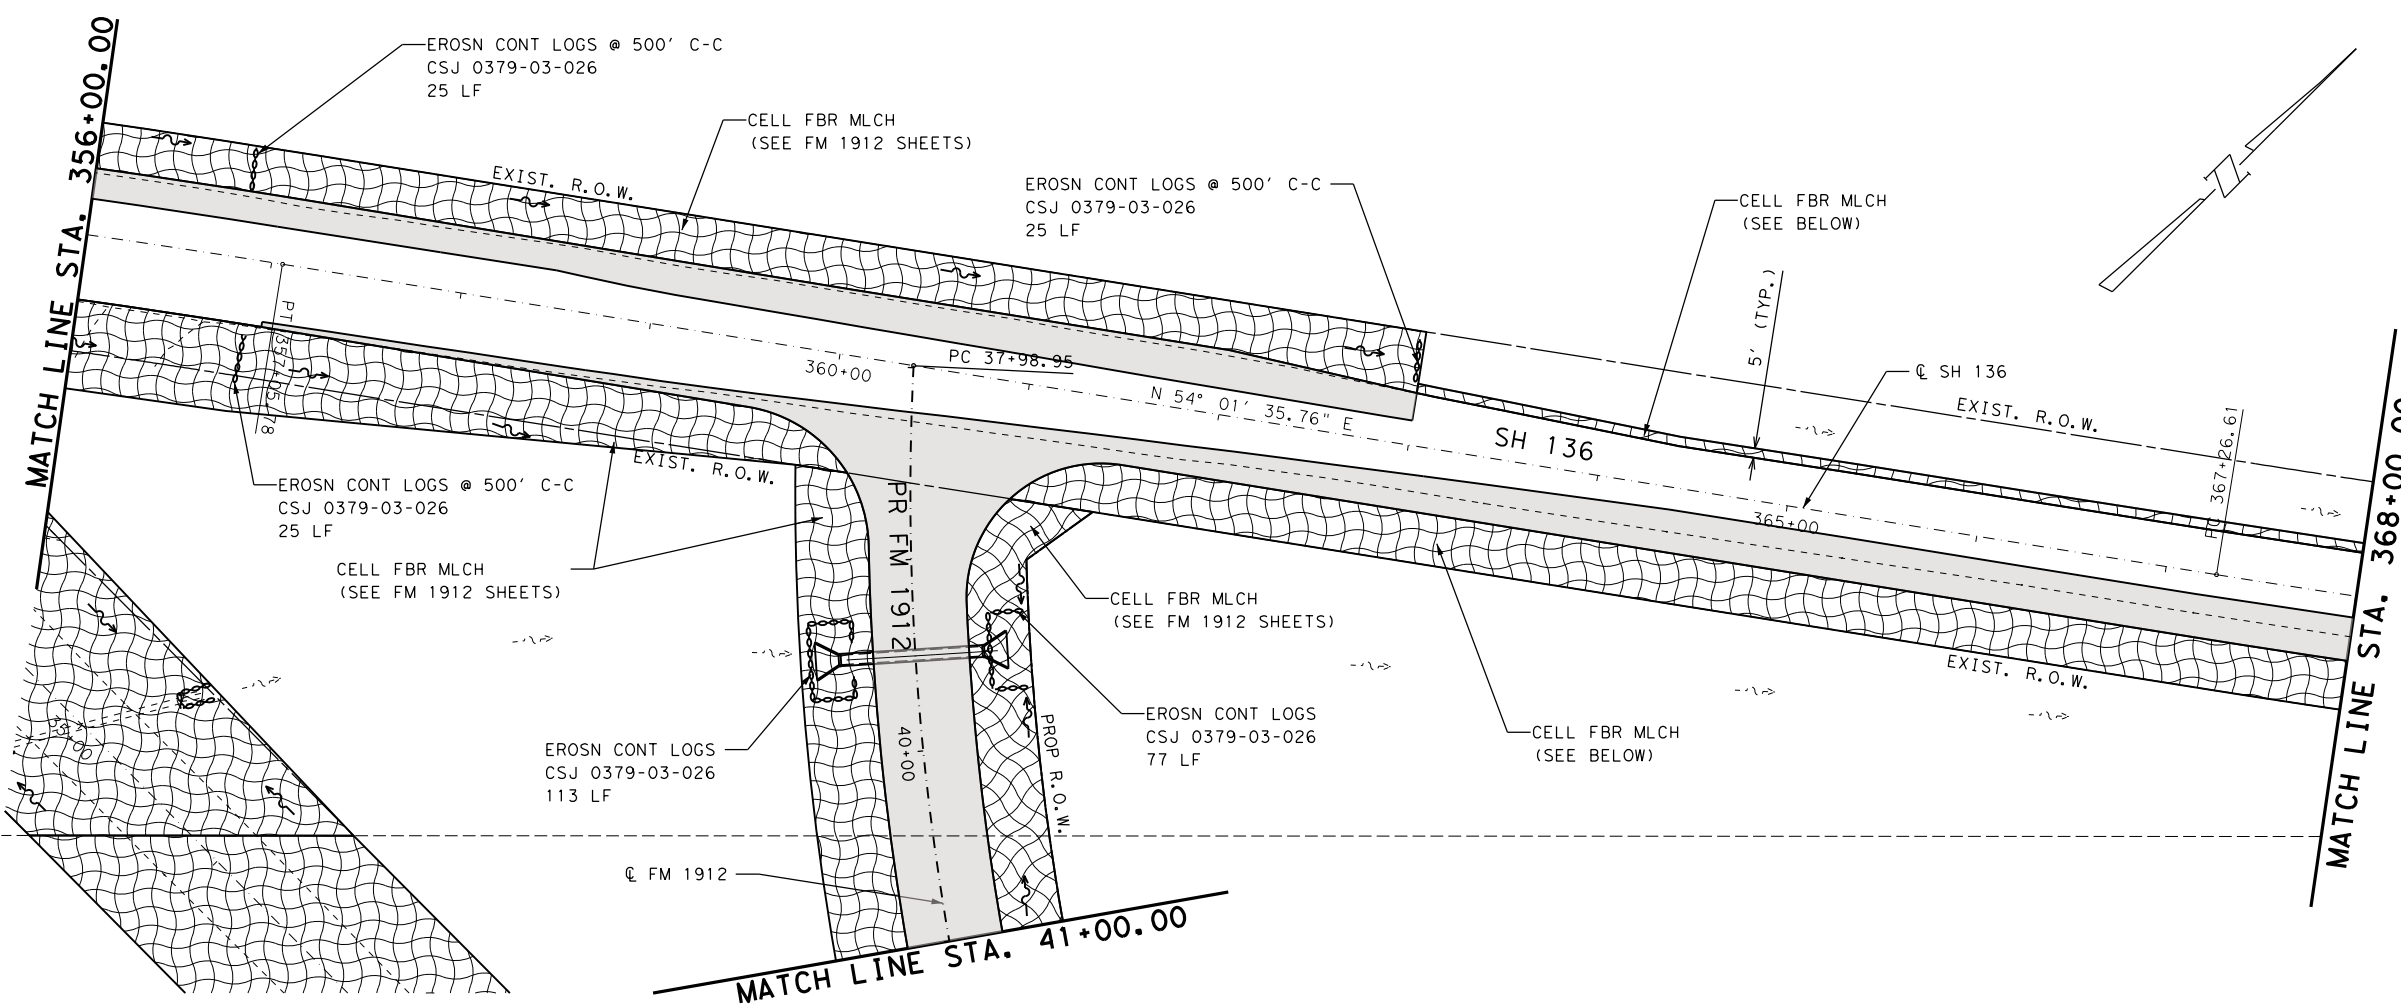 MATCH LINE STA. 356+00.00
EROSN CONT LOGS @ 500' C-C
CSJ 0379-03-026
25 LF
CELL FBR MLCH
(SEE FM 1912 SHEETS)
EXIST. R.O.W.
EROSN CONT LOGS @ 500' C-C
CSJ 0379-03-026
25 LF
CELL FBR MLCH
(SEE BELOW)
5' (TYP.)
℄ SH 136
EXIST. R.O.W.
PC 367+26.61
PT 357+05.78
360+00
PC 37+98.95
N 54° 01' 35.76" E
SH 136
365+00
EXIST. R.O.W.
EROSN CONT LOGS @ 500' C-C
CSJ 0379-03-026
25 LF
CELL FBR MLCH
(SEE FM 1912 SHEETS)
PR FM 1912
CELL FBR MLCH
(SEE FM 1912 SHEETS)
EXIST. R.O.W.
EROSN CONT LOGS
CSJ 0379-03-026
77 LF
CELL FBR MLCH
(SEE BELOW)
EROSN CONT LOGS
CSJ 0379-03-026
113 LF
40+00
PROP R.O.W.
℄ FM 1912
MATCH LINE STA. 41+00.00
MATCH LINE STA. 368+00.00